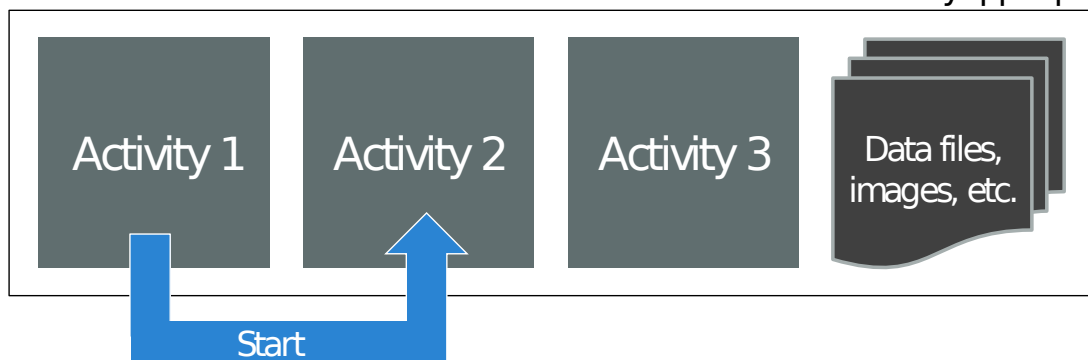 Activity 1
Activity 2
Activity 3
Data files,
images, etc.
Start